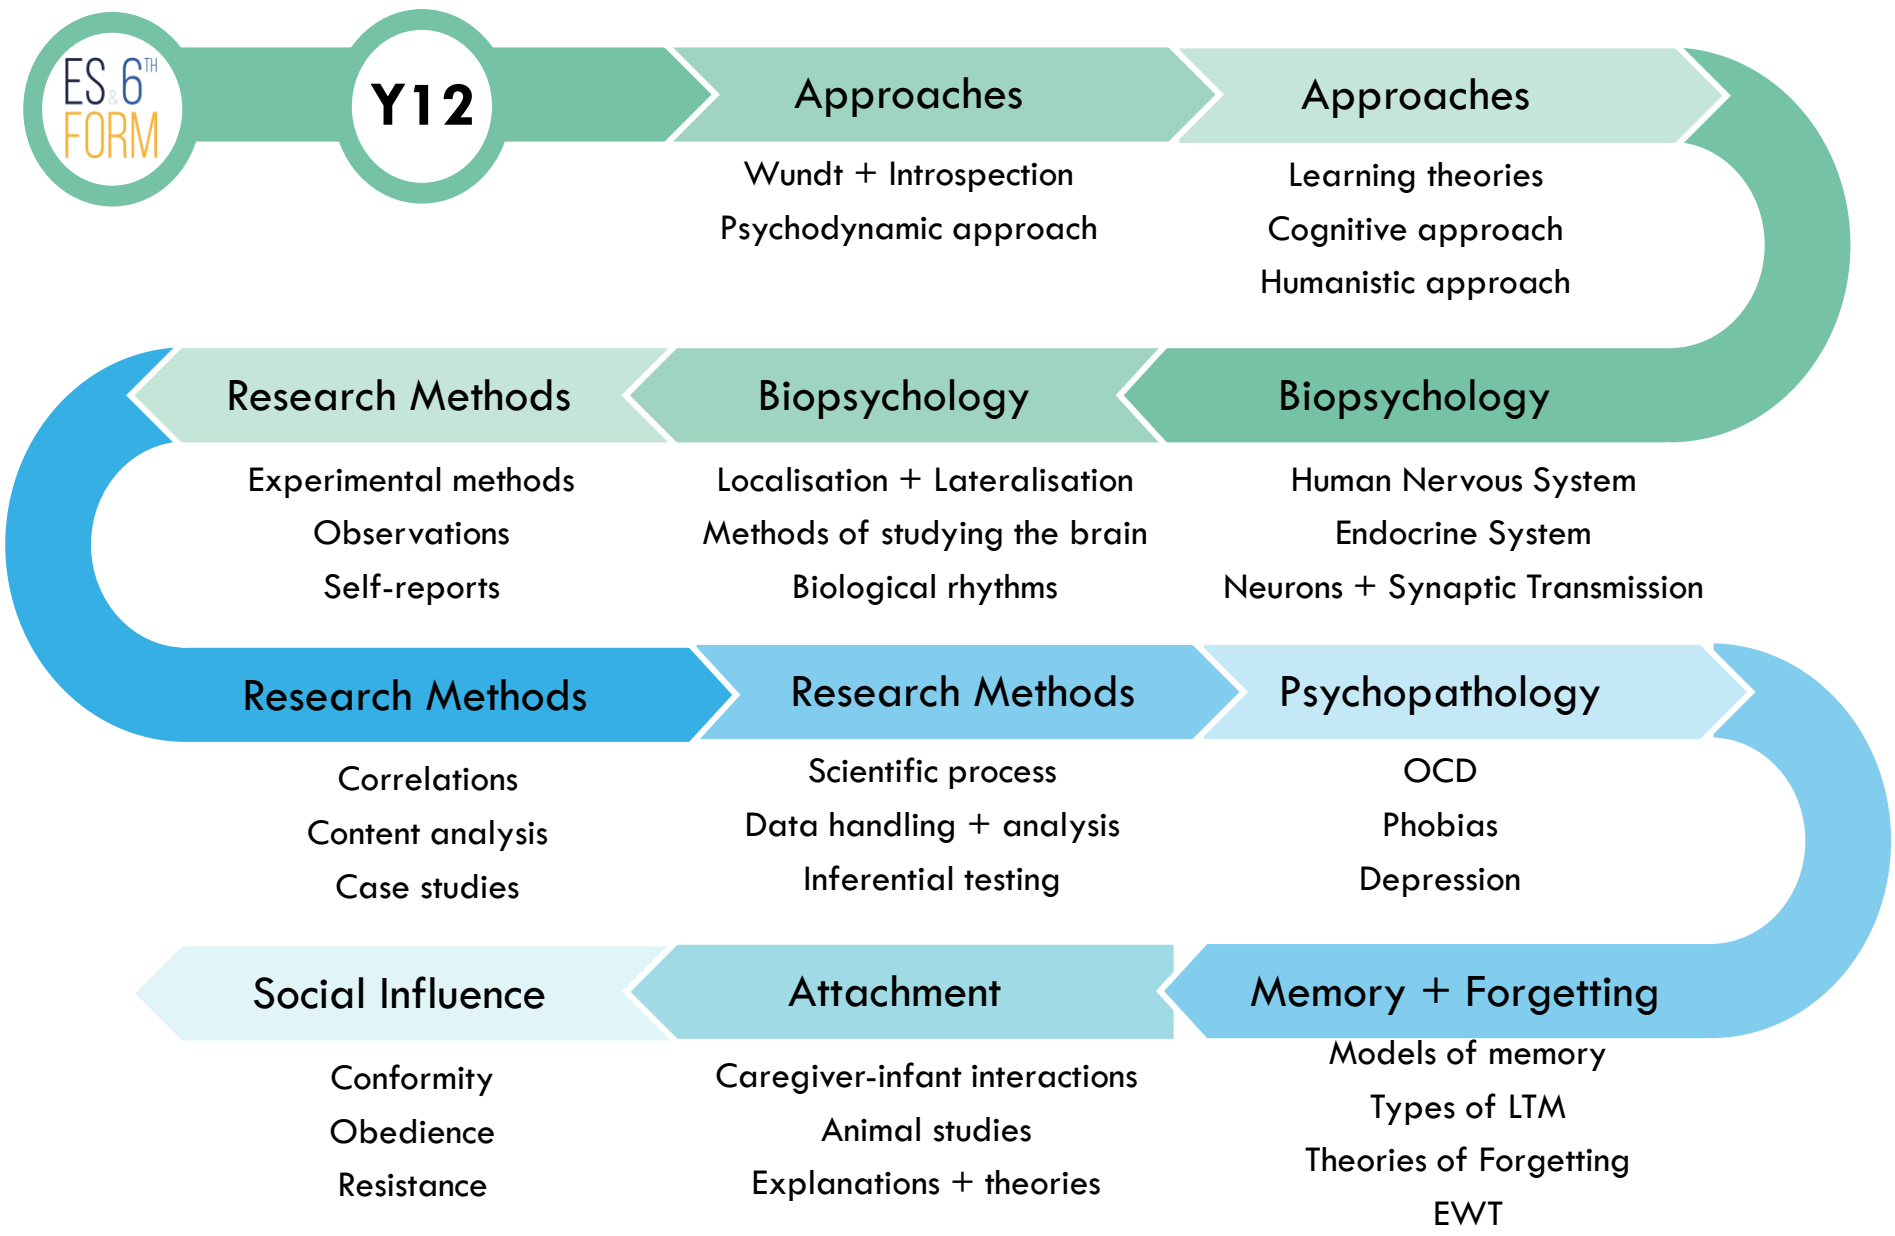 ES & 6TH
FORM
Y12
Approaches
Wundt + Introspection
Psychodynamic approach
Approaches
Learning theories
Cognitive approach
Humanistic approach
Biopsychology
Human Nervous System
Endocrine System
Neurons + Synaptic Transmission
Biopsychology
Localisation + Lateralisation
Methods of studying the brain
Biological rhythms
Research Methods
Experimental methods
Observations
Self-reports
Research Methods
Correlations
Content analysis
Case studies
Research Methods
Scientific process
Data handling + analysis
Inferential testing
Psychopathology
OCD
Phobias
Depression
Memory + Forgetting
Models of memory
Types of LTM
Theories of Forgetting
EWT
Attachment
Caregiver-infant interactions
Animal studies
Explanations + theories
Social Influence
Conformity
Obedience
Resistance